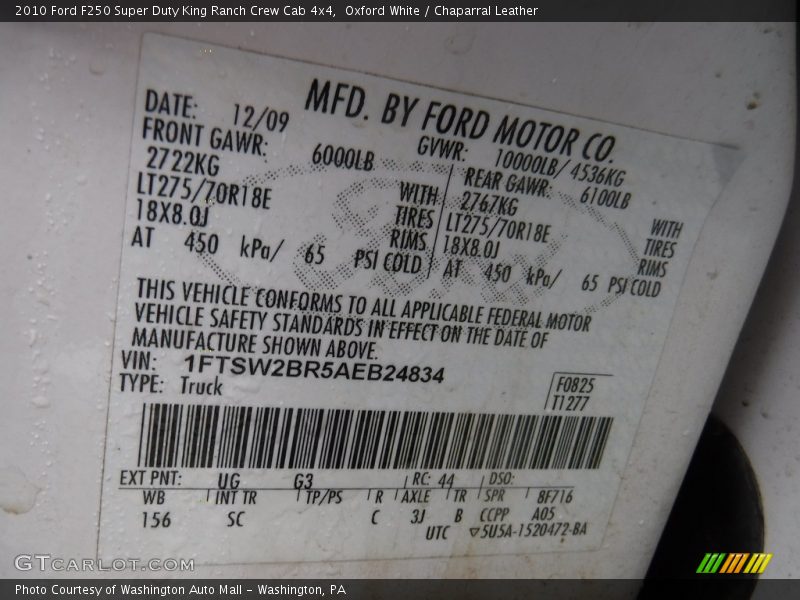 2010 Ford F250 Super Duty King Ranch Crew Cab 4x4, Oxford White / Chaparral Leather
MFD. BY FORD MOTOR CO.
DATE: 12/09 GVWR: 10000LB/ 4536KG
FRONT GAWR: 6000LB REAR GAWR: 6100LB
2722KG WITH 2767KG WITH
LT275/70R18E TIRES LT275/70R18E TIRES
18X8.0J RIMS 18X8.0J RIMS
AT 450 kPa/ 65 PSI COLD AT 450 kPa/ 65 PSI COLD
THIS VEHICLE CONFORMS TO ALL APPLICABLE FEDERAL MOTOR
VEHICLE SAFETY STANDARDS IN EFFECT ON THE DATE OF
MANUFACTURE SHOWN ABOVE.
VIN: 1FTSW2BR5AEB24834
TYPE: Truck
F0825
T1277
EXT PNT: UG G3 RC: 44 DSO:
WB INT TR TP/PS R AXLE TR SPR 8F716
156 SC C 3J B CCPP A05
UTC ▽5U5A-1520472-BA
Ford
GTCarLot.com
Photo Courtesy of Washington Auto Mall - Washington, PA